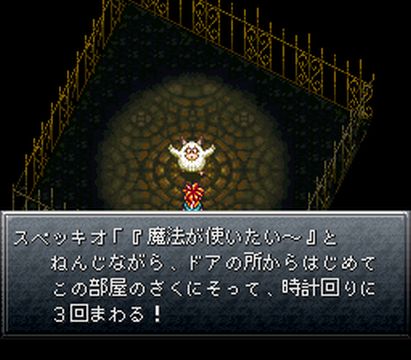 スペッキオ「『魔法が使いたい〜』と
ねんじながら、ドアの所からはじめて
この部屋のさくにそって、時計回りに
3回まわる！